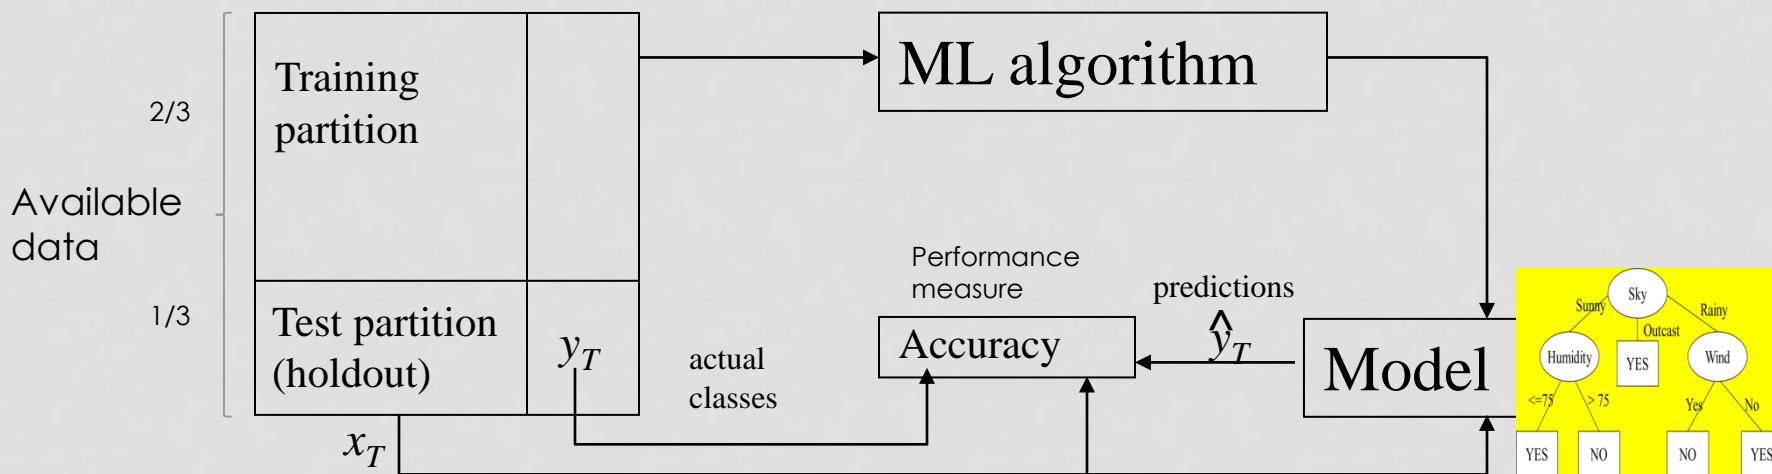 Training
partition
ML algorithm
2/3
Available
data
Performance
measure
predictions
1/3
Test partition
(holdout)
y_T
actual
classes
Accuracy
ŷ_T
Model
x_T
Sky
Sunny
Outcast
Rainy
Humidity
YES
Wind
<=75
> 75
Yes
No
YES
NO
NO
YES